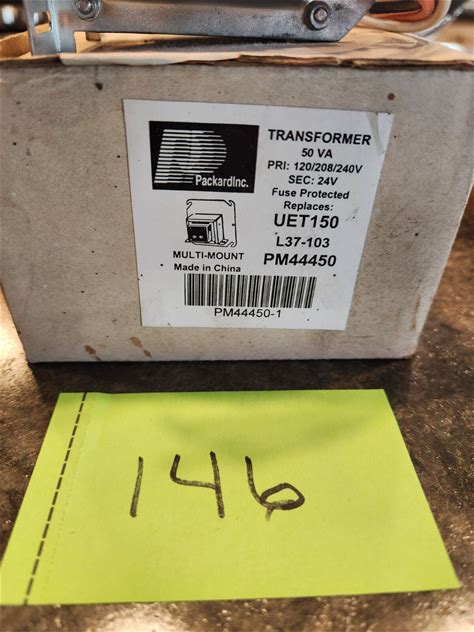 TRANSFORMER
50 VA
PRI: 120/208/240V
SEC: 24V
Fuse Protected
Replaces:
UET150
L37-103
PM44450
PackardInc.
MULTI-MOUNT
Made in China
PM44450-1
146